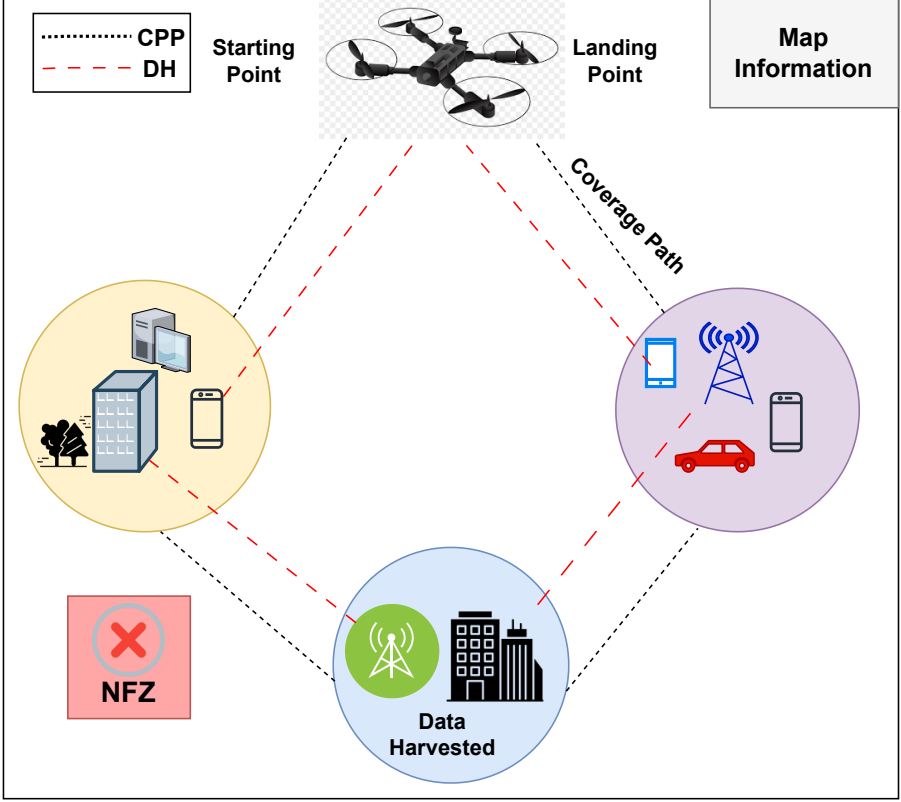 CPP
DH
Starting
Point
Landing
Point
Map
Information
Coverage Path
NFZ
Data
Harvested